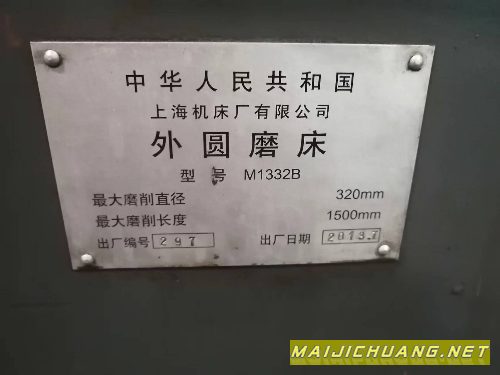 中华人民共和国
上海机床厂有限公司
外圆磨床
型号 M1332B
最大磨削直径 320mm
最大磨削长度 1500mm
出厂编号 297 出厂日期 2013.7
MAIJICHUANG.NET